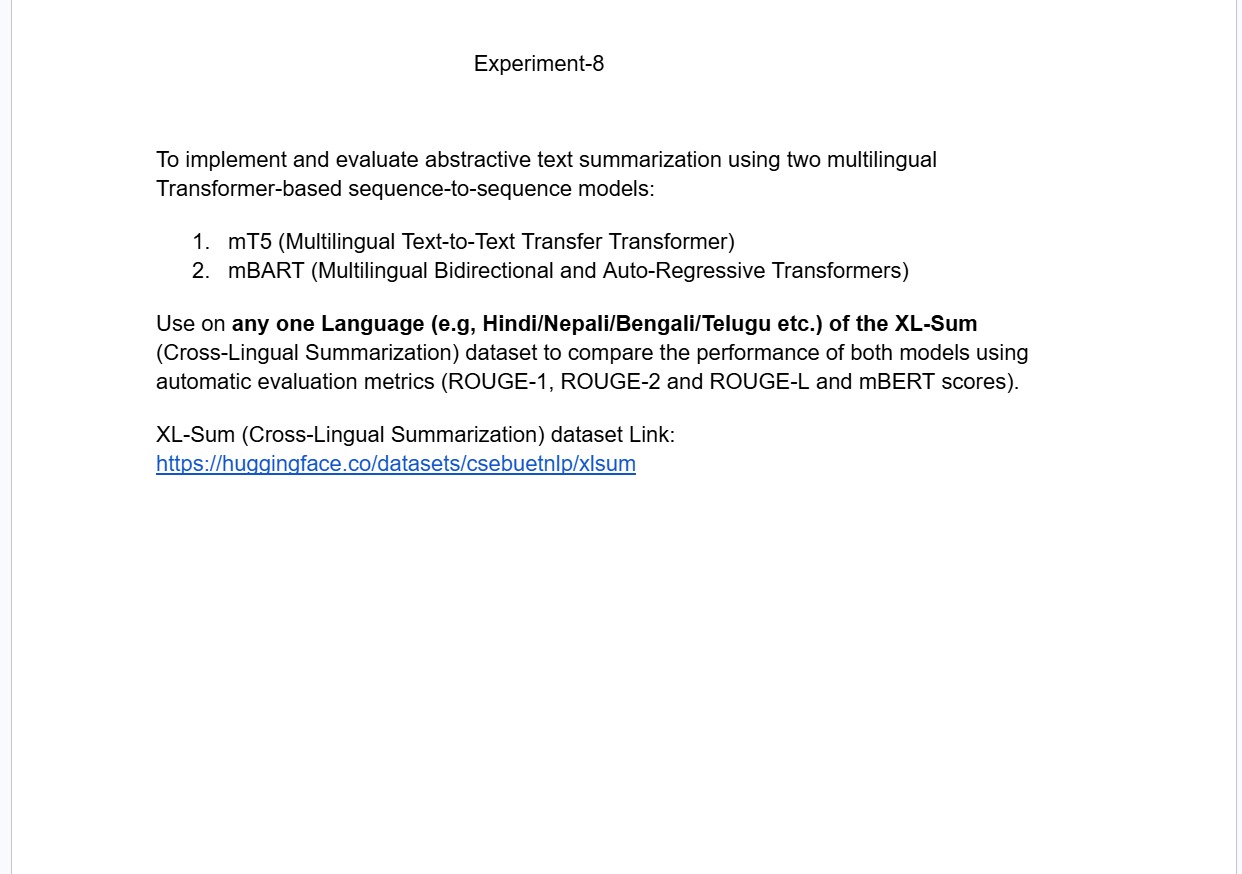 Experiment-8
To implement and evaluate abstractive text summarization using two multilingual
Transformer-based sequence-to-sequence models:
1. mT5 (Multilingual Text-to-Text Transfer Transformer)
2. mBART (Multilingual Bidirectional and Auto-Regressive Transformers)
Use on any one Language (e.g, Hindi/Nepali/Bengali/Telugu etc.) of the XL-Sum
(Cross-Lingual Summarization) dataset to compare the performance of both models using
automatic evaluation metrics (ROUGE-1, ROUGE-2 and ROUGE-L and mBERT scores).
XL-Sum (Cross-Lingual Summarization) dataset Link:
https://huggingface.co/datasets/csebuetnlp/xlsum